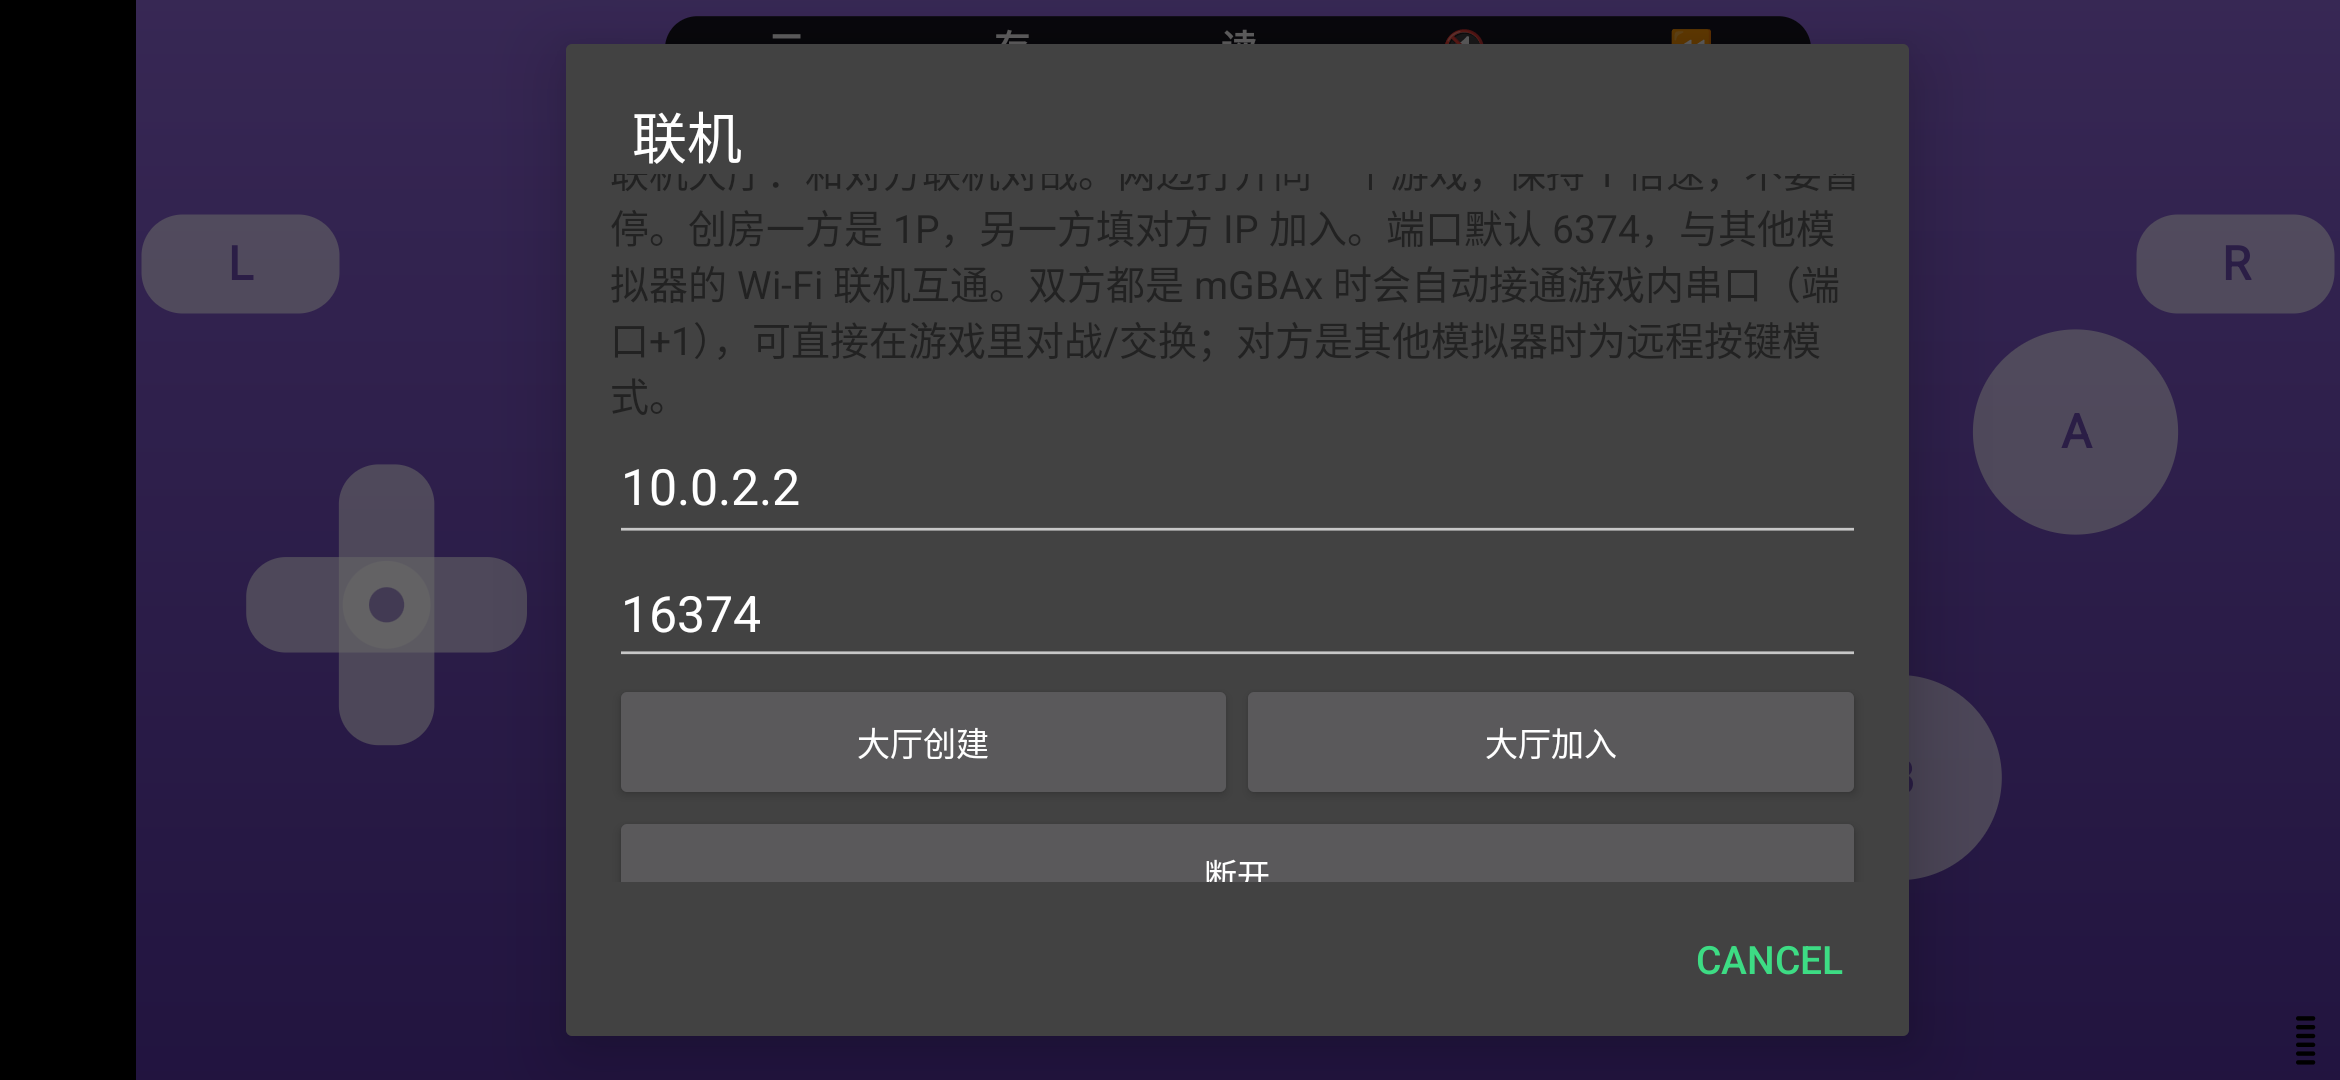 联机
停。创房一方是 1P，另一方填对方 IP 加入。端口默认 6374，与其他模
拟器的 Wi-Fi 联机互通。双方都是 mGBAx 时会自动接通游戏内串口（端
口+1），可直接在游戏里对战/交换；对方是其他模拟器时为远程按键模
式。
L
R
10.0.2.2
A
16374
大厅创建
大厅加入
断开
CANCEL